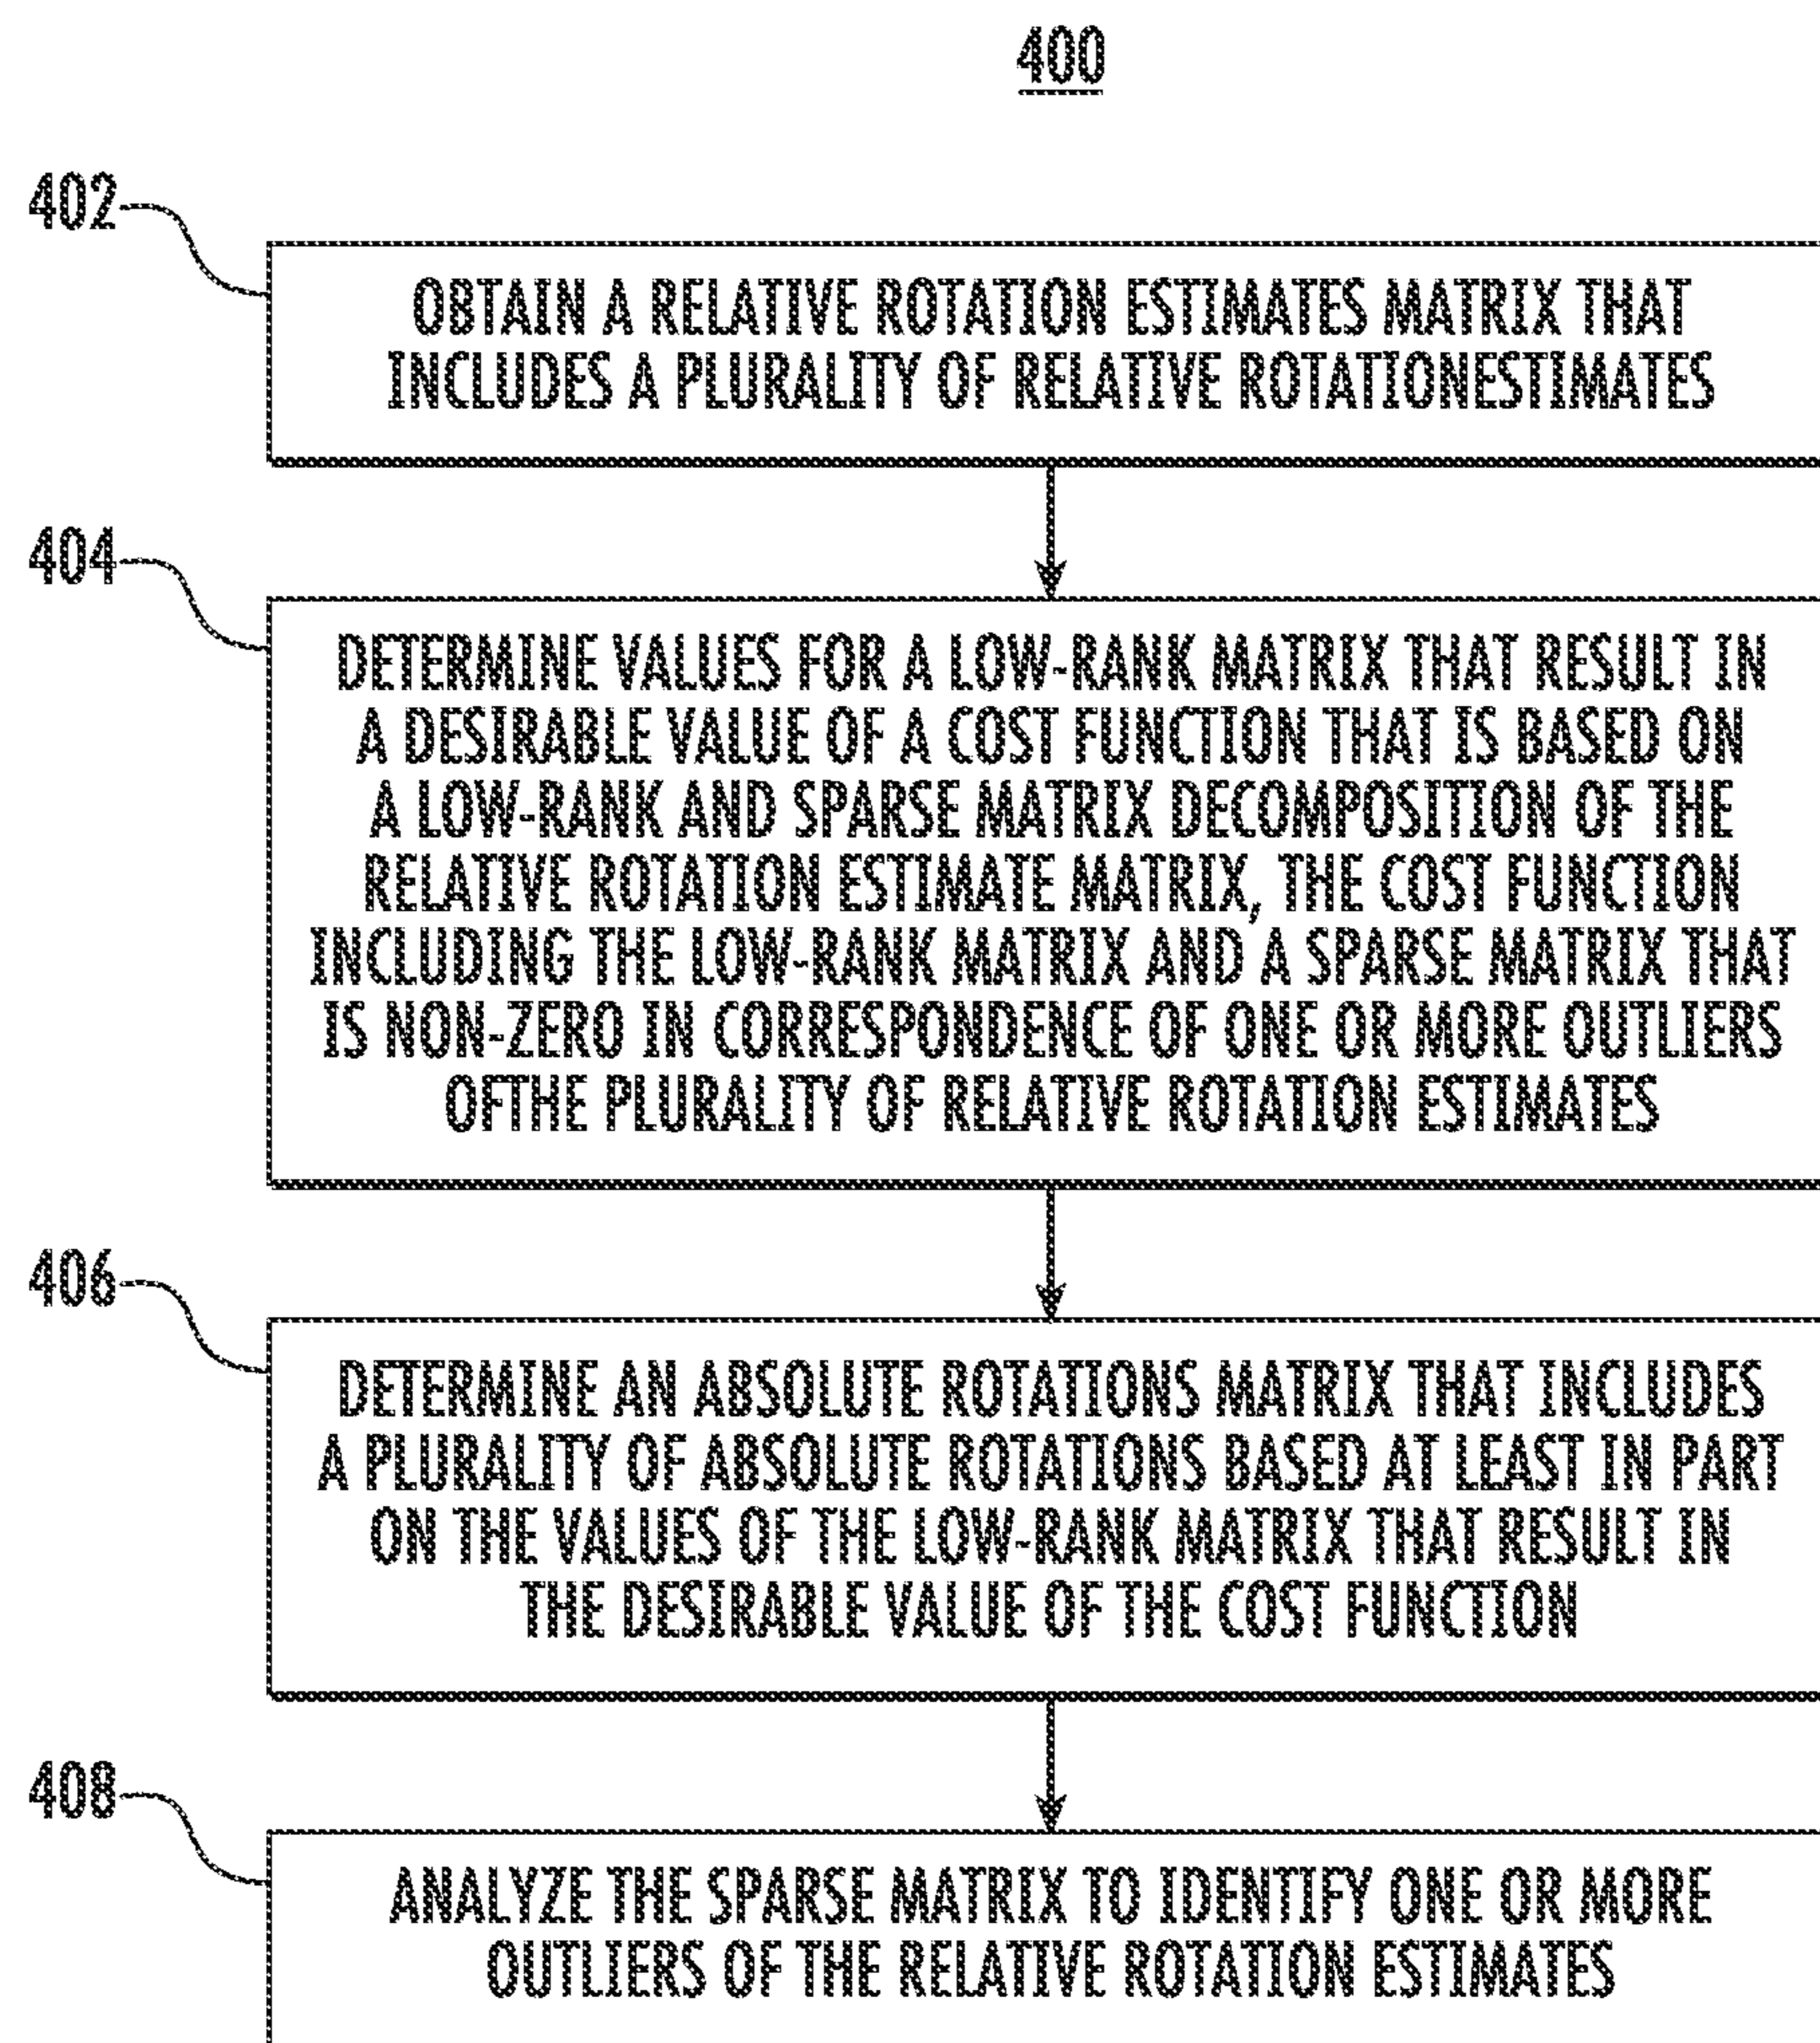 400
402
OBTAIN A RELATIVE ROTATION ESTIMATES MATRIX THAT
INCLUDES A PLURALITY OF RELATIVE ROTATIONESTIMATES
404
DETERMINE VALUES FOR A LOW-RANK MATRIX THAT RESULT IN
A DESIRABLE VALUE OF A COST FUNCTION THAT IS BASED ON
A LOW-RANK AND SPARSE MATRIX DECOMPOSITION OF THE
RELATIVE ROTATION ESTIMATE MATRIX, THE COST FUNCTION
INCLUDING THE LOW-RANK MATRIX AND A SPARSE MATRIX THAT
IS NON-ZERO IN CORRESPONDENCE OF ONE OR MORE OUTLIERS
OFTHE PLURALITY OF RELATIVE ROTATION ESTIMATES
406
DETERMINE AN ABSOLUTE ROTATIONS MATRIX THAT INCLUDES
A PLURALITY OF ABSOLUTE ROTATIONS BASED AT LEAST IN PART
ON THE VALUES OF THE LOW-RANK MATRIX THAT RESULT IN
THE DESIRABLE VALUE OF THE COST FUNCTION
408
ANALYZE THE SPARSE MATRIX TO IDENTIFY ONE OR MORE
OUTLIERS OF THE RELATIVE ROTATION ESTIMATES